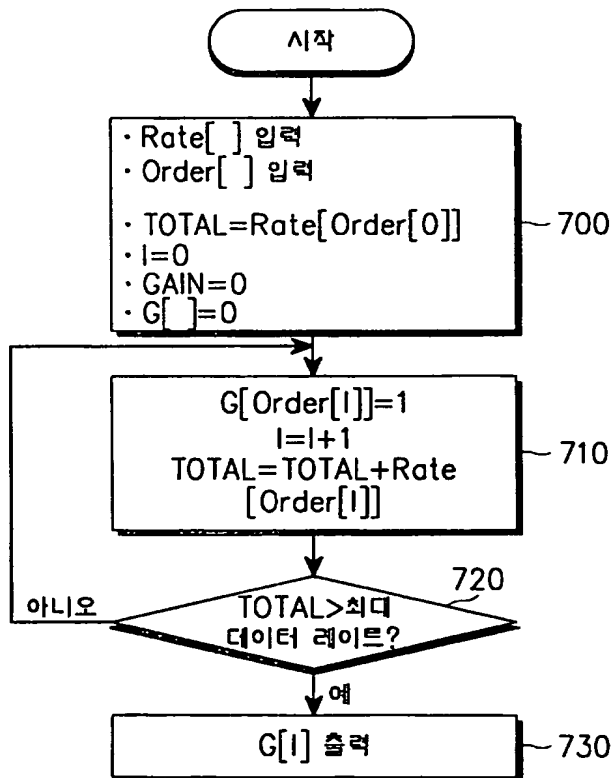 시작
· Rate[ ] 입력
· Order[ ] 입력
· TOTAL=Rate[Order[0]]
· I=0
· GAIN=0
· G[ ]=0
700
G[Order[I]]=1
I=I+1
TOTAL=TOTAL+Rate
[Order[I]]
710
720
아니오
TOTAL>최대
데이터 레이트?
예
G[I] 출력
730